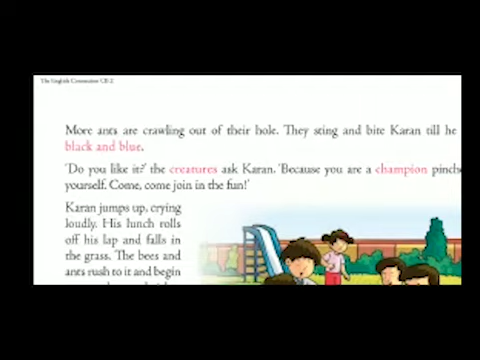 The English Connection CB-2
More ants are crawling out of their hole. They sting and bite Karan till he
black and blue.
'Do you like it?' the creatures ask Karan. 'Because you are a champion pinch
yourself. Come, come join in the fun!'
Karan jumps up, crying
loudly. His lunch rolls
off his lap and falls in
the grass. The bees and
ants rush to it and begin